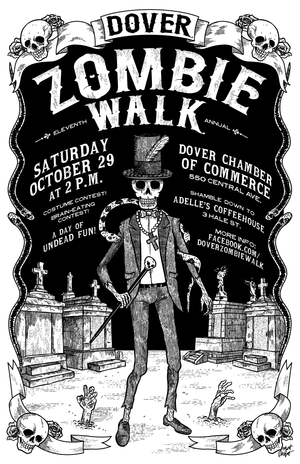 DOVER
ZOMBIE
WALK
ELEVENTH
ANNUAL
SATURDAY
OCTOBER 29
AT 2 P.M.
COSTUME CONTEST!
BRAIN-EATING
CONTEST!
A DAY OF
UNDEAD FUN!
DOVER CHAMBER
OF COMMERCE
550 CENTRAL AVE.
SHAMBLE DOWN TO
ADELLE'S COFFEEHOUSE
3 HALE ST.
MORE INFO:
FACEBOOK.COM/
DOVERZOMBIEWALK